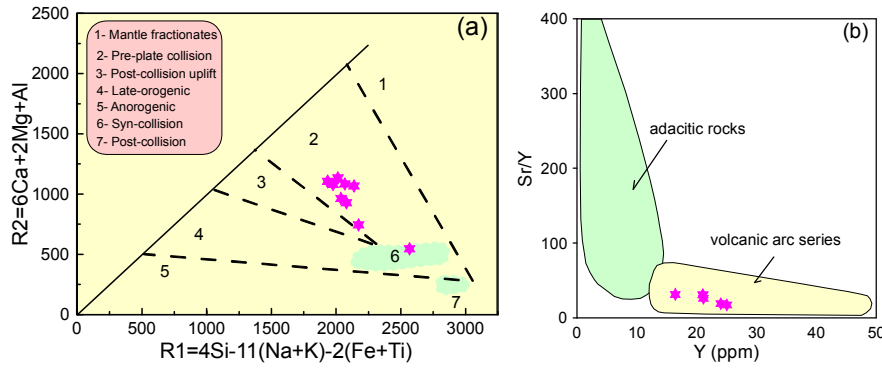 (a)
1- Mantle fractionates
2- Pre-plate collision
3- Post-collision uplift
4- Late-orogenic
5- Anorogenic
6- Syn-collision
7- Post-collision
2500
2000
1500
1000
500
0
R2=6Ca+2Mg+Al
1
2
3
4
5
6
7
0 500 1000 1500 2000 2500 3000
R1=4Si-11(Na+K)-2(Fe+Ti)
(b)
400
300
200
100
0
Sr/Y
adacitic rocks
volcanic arc series
0 10 20 30 40 50
Y (ppm)